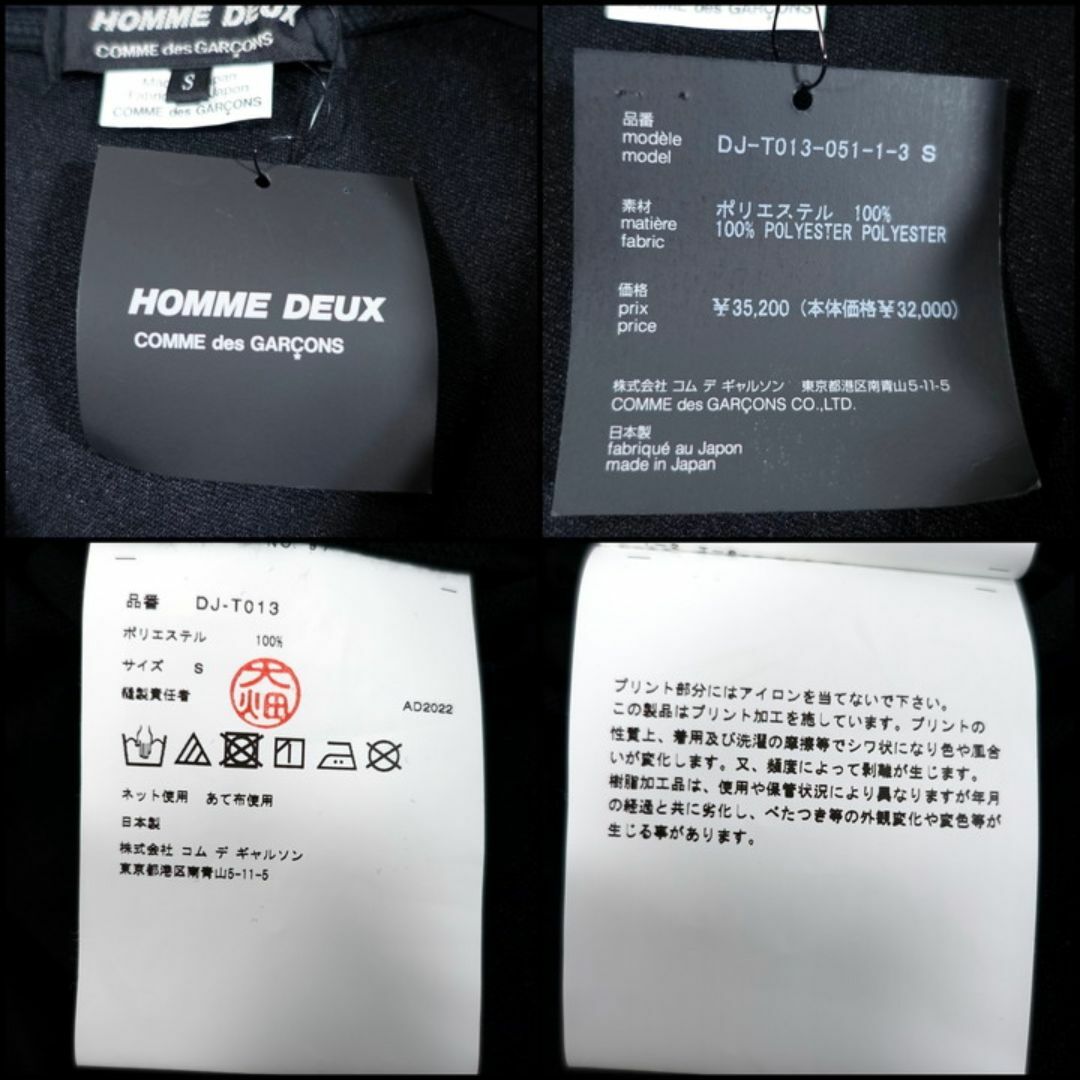 HOMME DEUX
COMME des GARÇONS
S
COMME des GARÇONS
HOMME DEUX
COMME des GARÇONS
COMME des GARÇONS
品番
modèle
model
DJ-T013-051-1-3 S
素材
matière
fabric
ポリエステル 100%
100% POLYESTER POLYESTER
価格
prix
price
¥35,200 (本体価格¥32,000)
株式会社 コム デ ギャルソン 東京都港区南青山5-11-5
COMME des GARÇONS CO.,LTD.
日本製
fabriqué au Japon
made in Japan
品番 DJ-T013
ポリエステル 100%
サイズ S
縫製責任者
大畑
AD2022
ネット使用 あて布使用
日本製
株式会社 コム デ ギャルソン
東京都港区南青山5-11-5
プリント部分にはアイロンを当てないで下さい。
この製品はプリント加工を施しています。プリントの
性質上、着用及び洗濯の摩擦等でシワ状になり色や風合
いが変化します。又、頻度によって剥離が生じます。
樹脂加工品は、使用や保管状況により異なりますが年月
の経過と共に劣化し、べたつき等の外観変化や変色等が
生じる事があります。